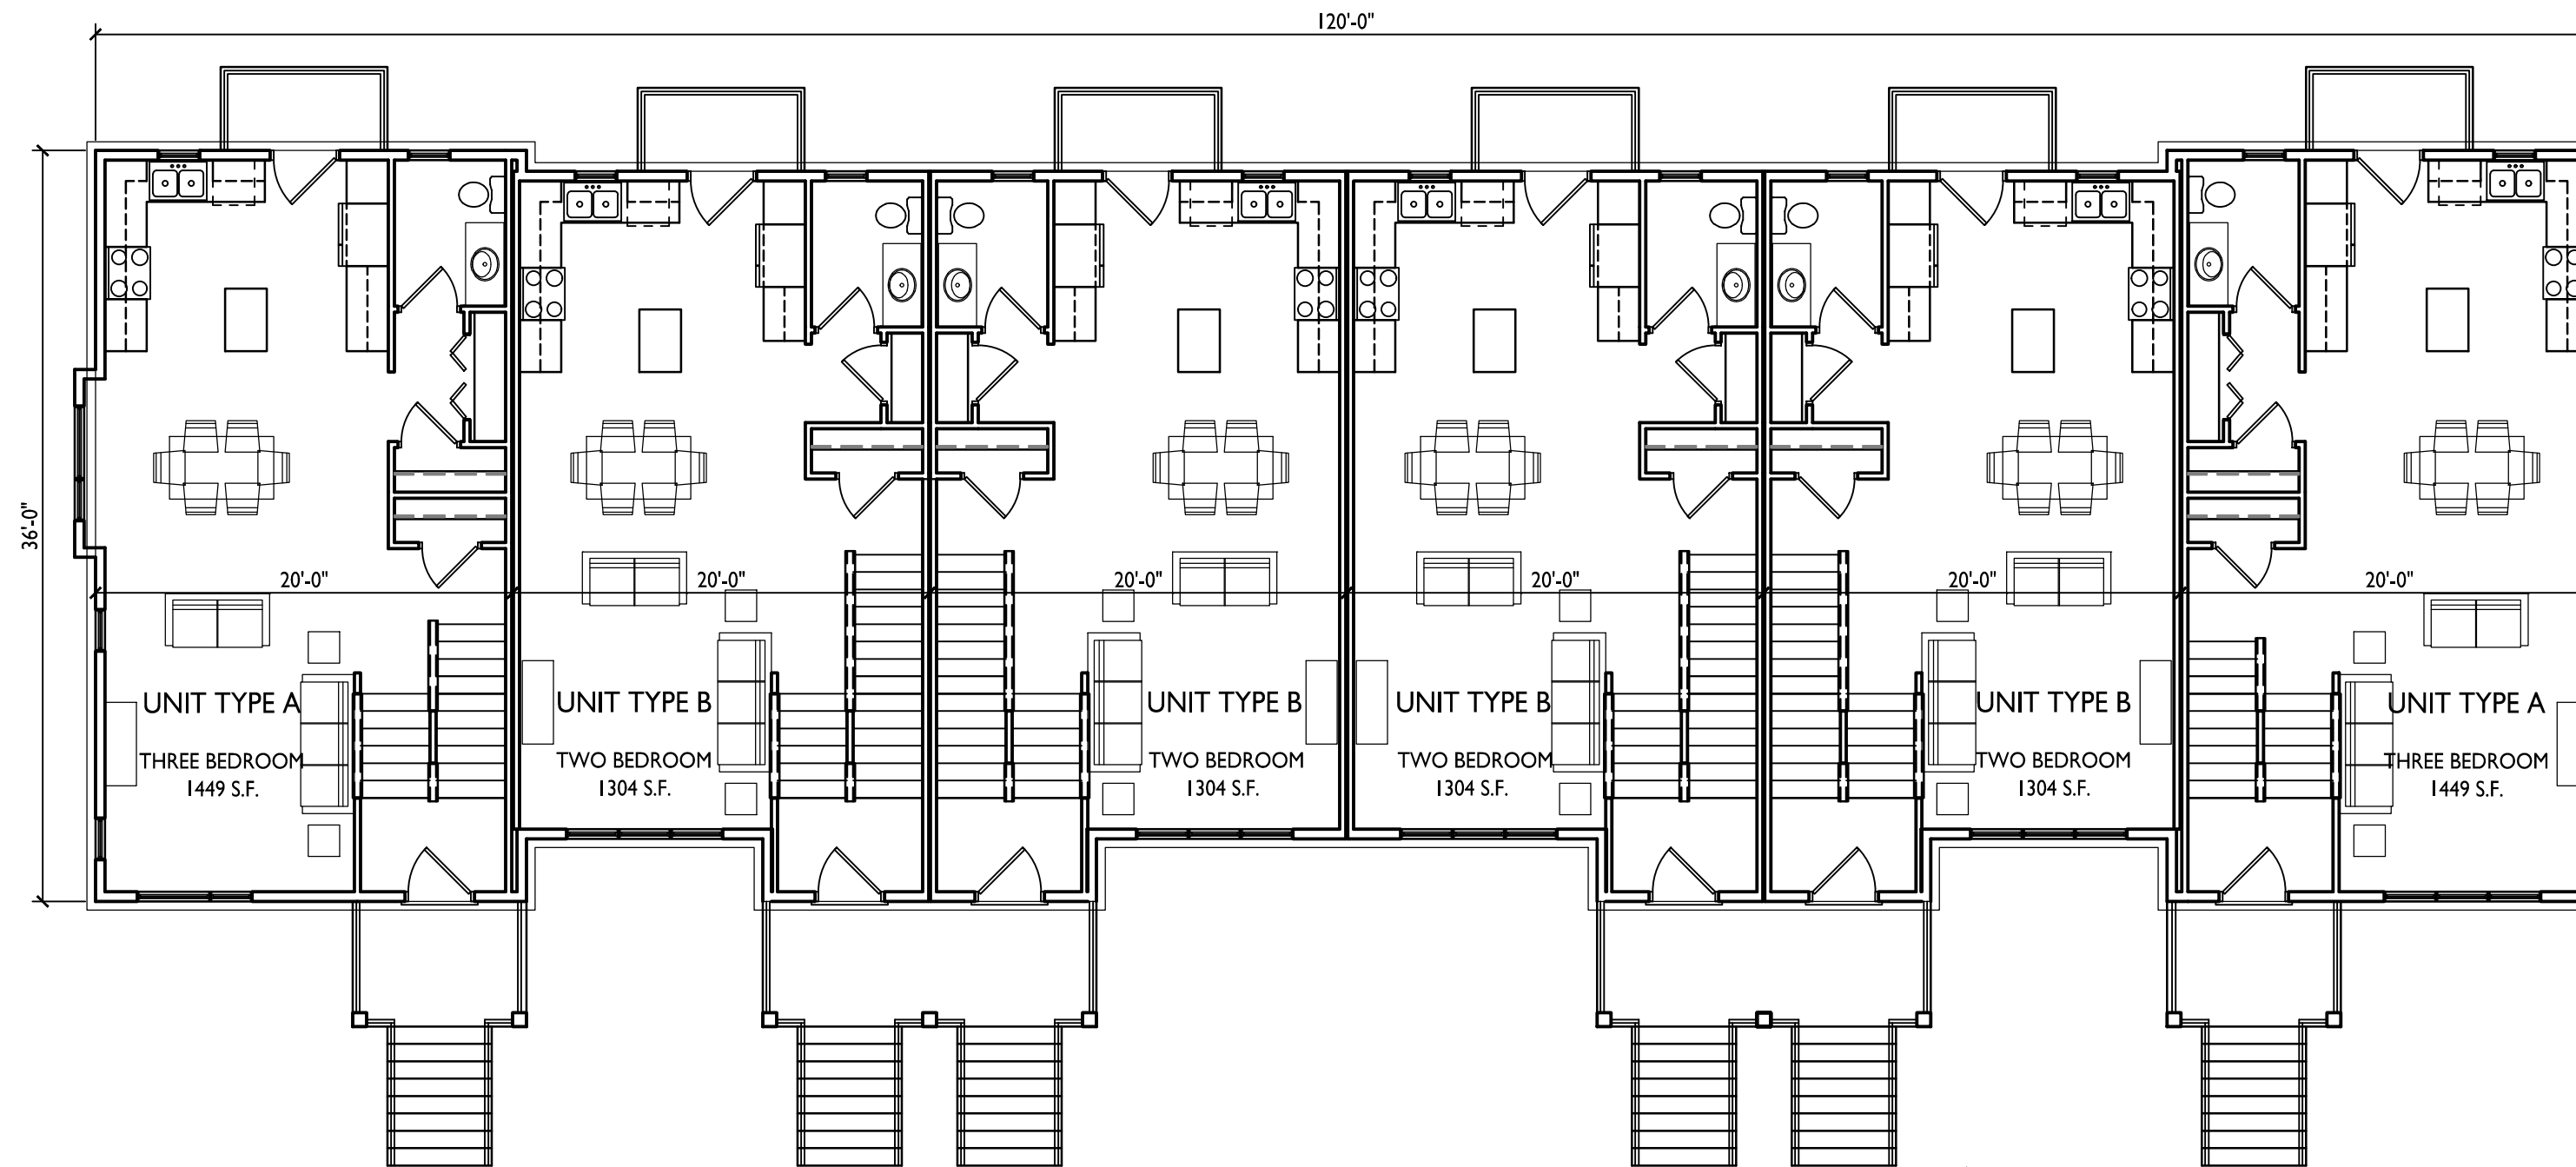 120'-0"
36'-0"
20'-0"
20'-0"
20'-0"
20'-0"
20'-0"
20'-0"
UNIT TYPE A
THREE BEDROOM
1449 S.F.
UNIT TYPE B
TWO BEDROOM
1304 S.F.
UNIT TYPE B
TWO BEDROOM
1304 S.F.
UNIT TYPE B
TWO BEDROOM
1304 S.F.
UNIT TYPE B
TWO BEDROOM
1304 S.F.
UNIT TYPE A
THREE BEDROOM
1449 S.F.